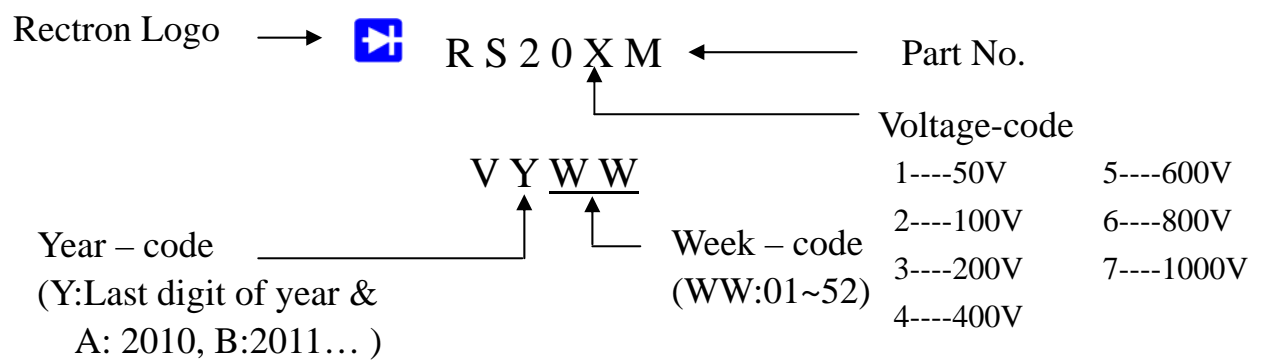 Rectron Logo
R S 2 0 X M
Part No.
Voltage-code
1----50V 5----600V
2----100V 6----800V
3----200V 7----1000V
4----400V
V Y W W
Year – code
(Y:Last digit of year &
A: 2010, B:2011… )
Week – code
(WW:01~52)